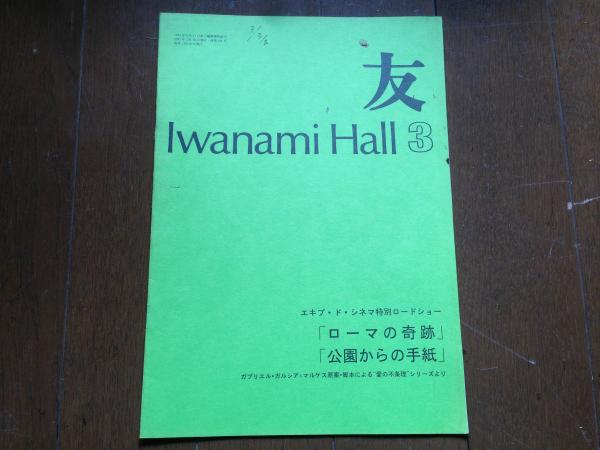 友
Iwanami Hall 3
エキプ・ド・シネマ特別ロードショー
「ローマの奇跡」
「公園からの手紙」
ガブリエル・ガルシア=マルケス原案・脚本による“愛の不条理”シリーズより